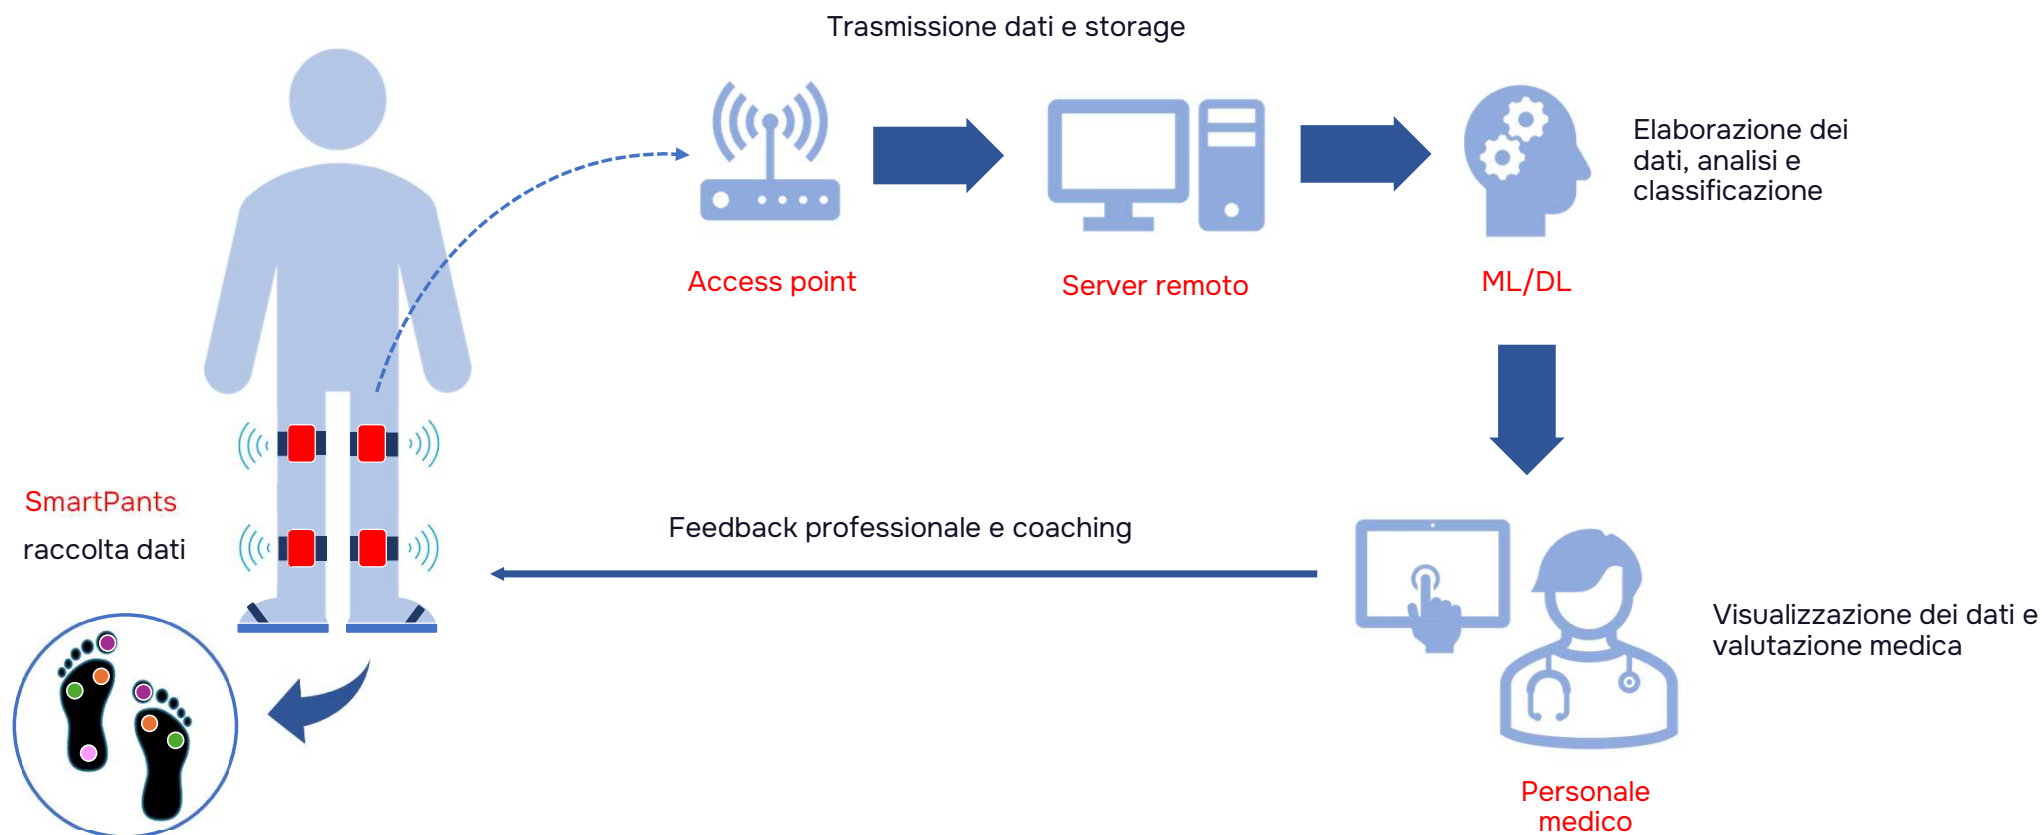 Trasmissione dati e storage
Elaborazione dei
dati, analisi e
classificazione
Access point
Server remoto
ML/DL
SmartPants
raccolta dati
Feedback professionale e coaching
Visualizzazione dei dati e
valutazione medica
Personale
medico